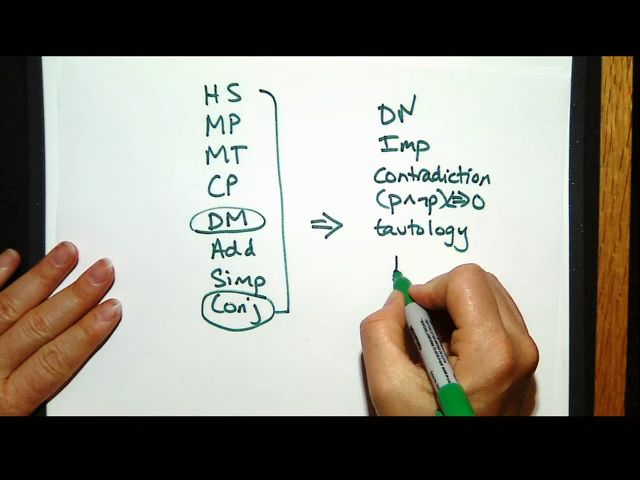 HS
MP
MT
CP
DM
Add
Simp
Conj
⇒
DN
Imp
Contradiction
(p∧¬p)⇔0
tautology